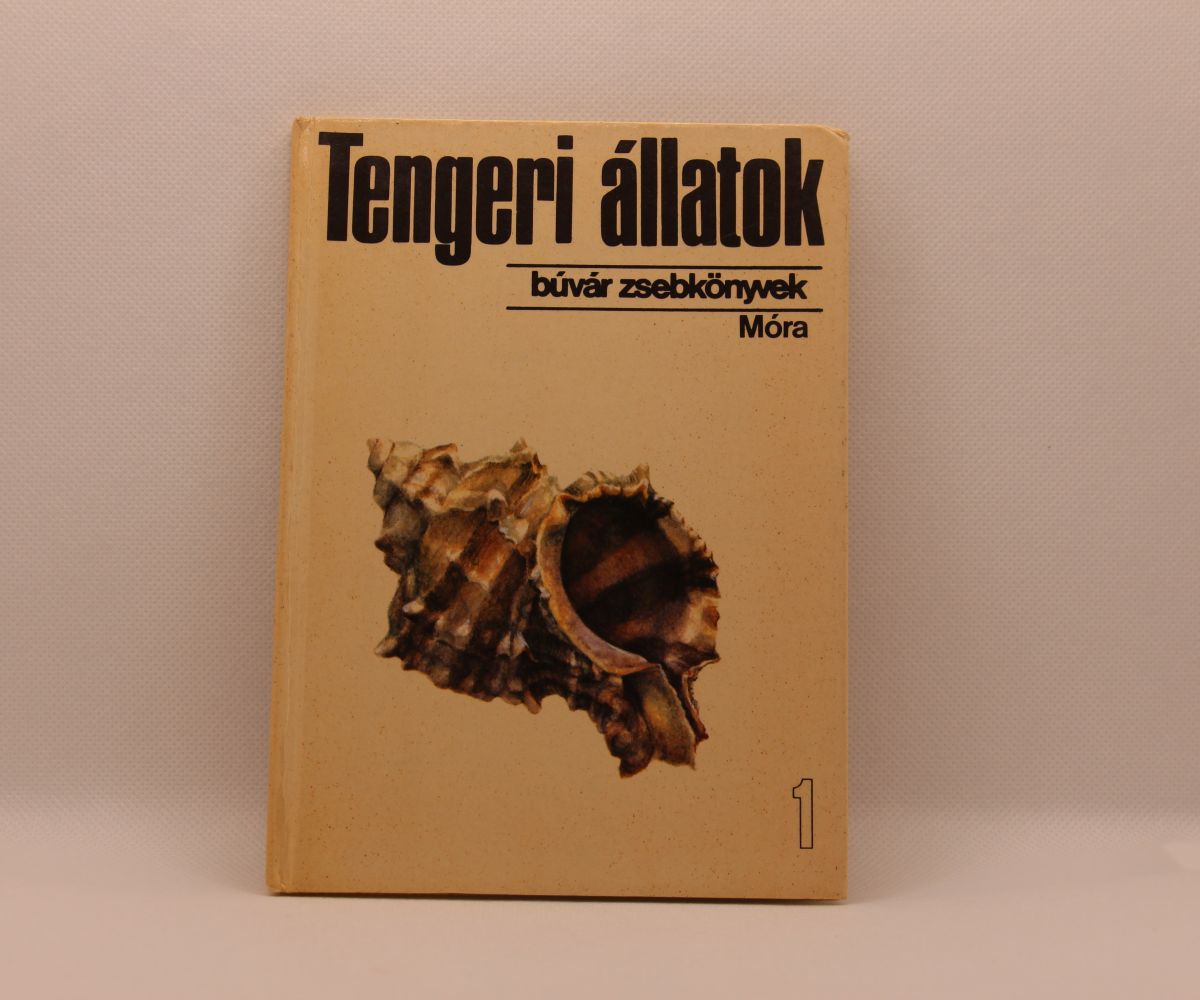 Tengeri állatok
búvár zsebkönyvek
Móra
1